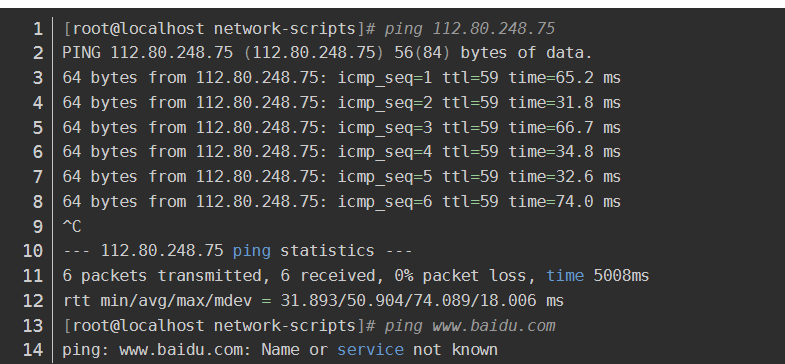 1 [root@localhost network-scripts]# ping 112.80.248.75
2 PING 112.80.248.75 (112.80.248.75) 56(84) bytes of data.
3 64 bytes from 112.80.248.75: icmp_seq=1 ttl=59 time=65.2 ms
4 64 bytes from 112.80.248.75: icmp_seq=2 ttl=59 time=31.8 ms
5 64 bytes from 112.80.248.75: icmp_seq=3 ttl=59 time=66.7 ms
6 64 bytes from 112.80.248.75: icmp_seq=4 ttl=59 time=34.8 ms
7 64 bytes from 112.80.248.75: icmp_seq=5 ttl=59 time=32.6 ms
8 64 bytes from 112.80.248.75: icmp_seq=6 ttl=59 time=74.0 ms
9 ^C
10 --- 112.80.248.75 ping statistics ---
11 6 packets transmitted, 6 received, 0% packet loss, time 5008ms
12 rtt min/avg/max/mdev = 31.893/50.904/74.089/18.006 ms
13 [root@localhost network-scripts]# ping www.baidu.com
14 ping: www.baidu.com: Name or service not known